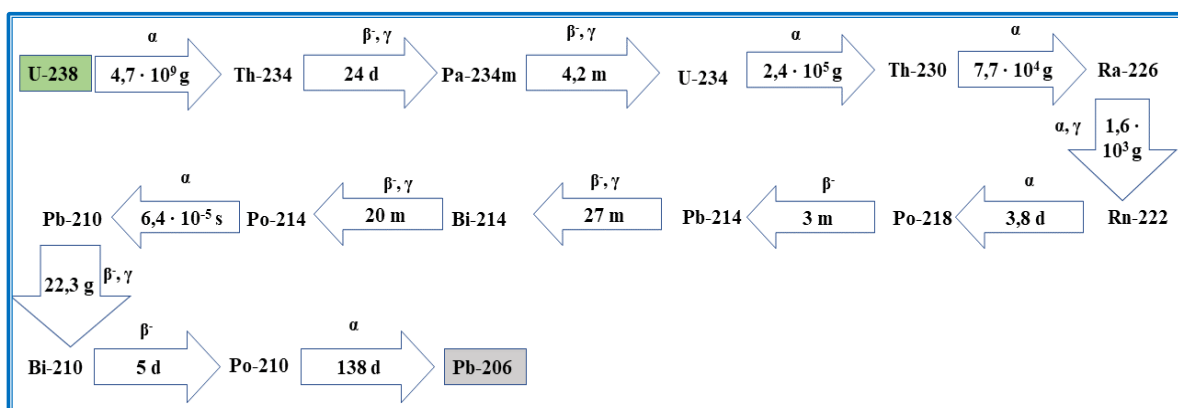 α β⁻, γ β⁻, γ α α
U-238 4,7 · 10⁹ g Th-234 24 d Pa-234m 4,2 m U-234 2,4 · 10⁵ g Th-230 7,7 · 10⁴ g Ra-226
α, γ 1,6 ·
10³ g
α β⁻, γ β⁻, γ β⁻ α
Pb-210 6,4 · 10⁻⁵ s Po-214 20 m Bi-214 27 m Pb-214 3 m Po-218 3,8 d Rn-222
22,3 g β⁻, γ
β⁻ α
Bi-210 5 d Po-210 138 d Pb-206